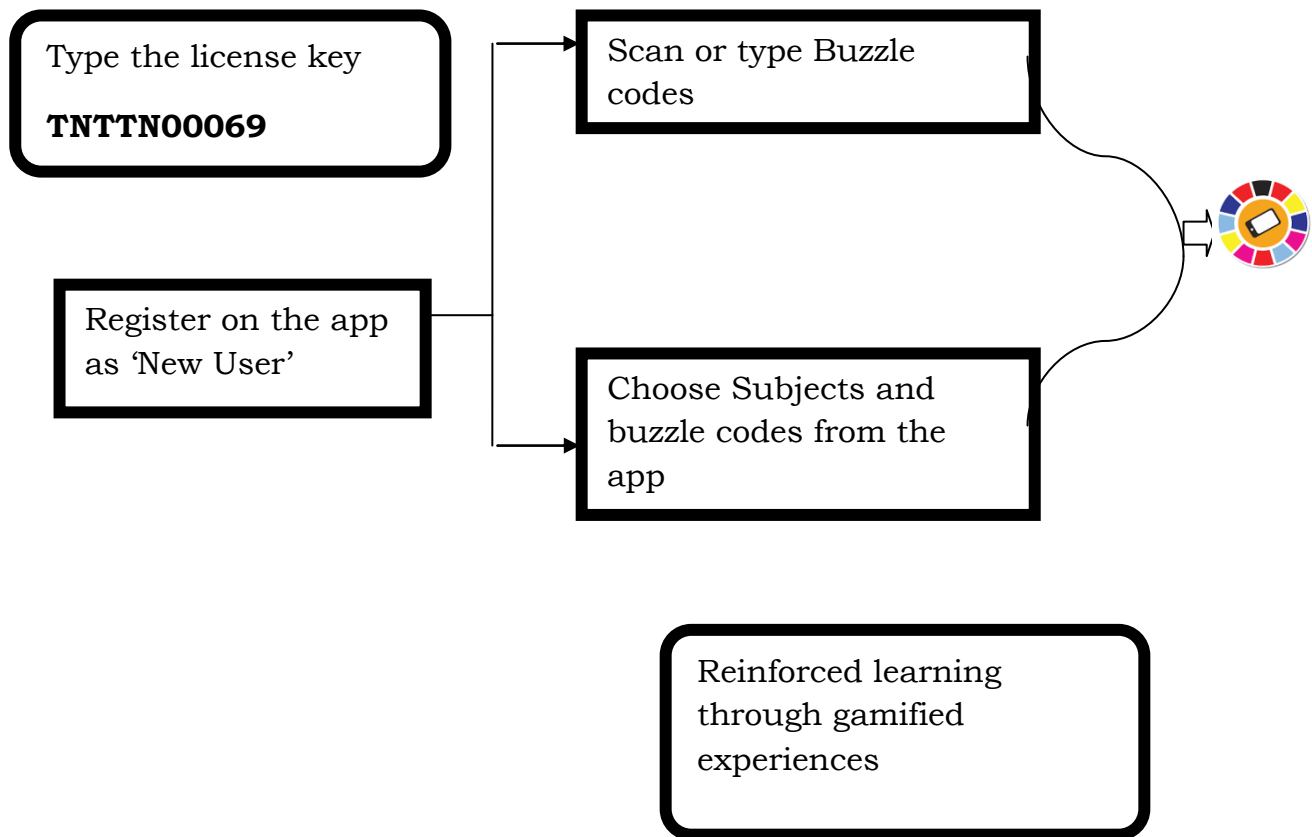 Type the license key
TNTTN00069
Scan or type Buzzle
codes
Register on the app
as ‘New User’
Choose Subjects and
buzzle codes from the
app
Reinforced learning
through gamified
experiences